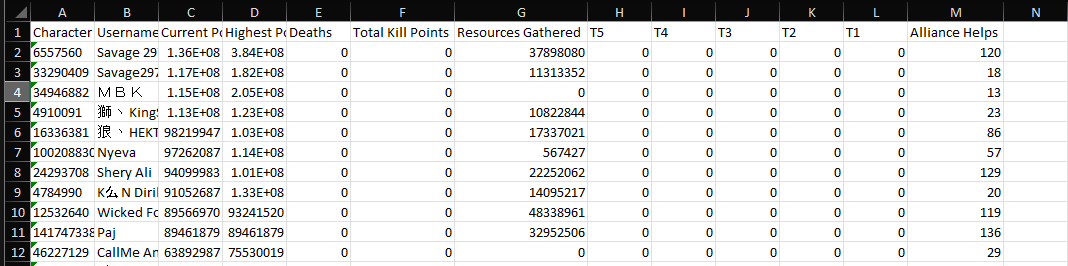 A B C D E F G H I J K L M N
1 Character Username Current Po Highest Po Deaths Total Kill Points Resources Gathered T5 T4 T3 T2 T1 Alliance Helps
2 6557560 Savage 29 1.36E+08 3.84E+08 0 0 37898080 0 0 0 0 0 120
3 33290409 Savage297 1.17E+08 1.82E+08 0 0 11313352 0 0 0 0 0 18
4 34946882 ＭＢＫ 1.15E+08 2.05E+08 0 0 0 0 0 0 0 0 13
5 4910091 獅丶KingS 1.13E+08 1.23E+08 0 0 10822844 0 0 0 0 0 23
6 16336381 狼丶HEKT 98219947 1.03E+08 0 0 17337021 0 0 0 0 0 86
7 100208830 Nyeva 97262087 1.14E+08 0 0 567427 0 0 0 0 0 57
8 24293708 Shery Ali 94099983 1.01E+08 0 0 22252062 0 0 0 0 0 129
9 4784990 K么N Diril 91052687 1.33E+08 0 0 14095217 0 0 0 0 0 20
10 12532640 Wicked Fo 89566970 93241520 0 0 48338961 0 0 0 0 0 119
11 141747338 Paj 89461879 89461879 0 0 32952506 0 0 0 0 0 136
12 46227129 CallMe An 63892987 75530019 0 0 0 0 0 0 0 0 29